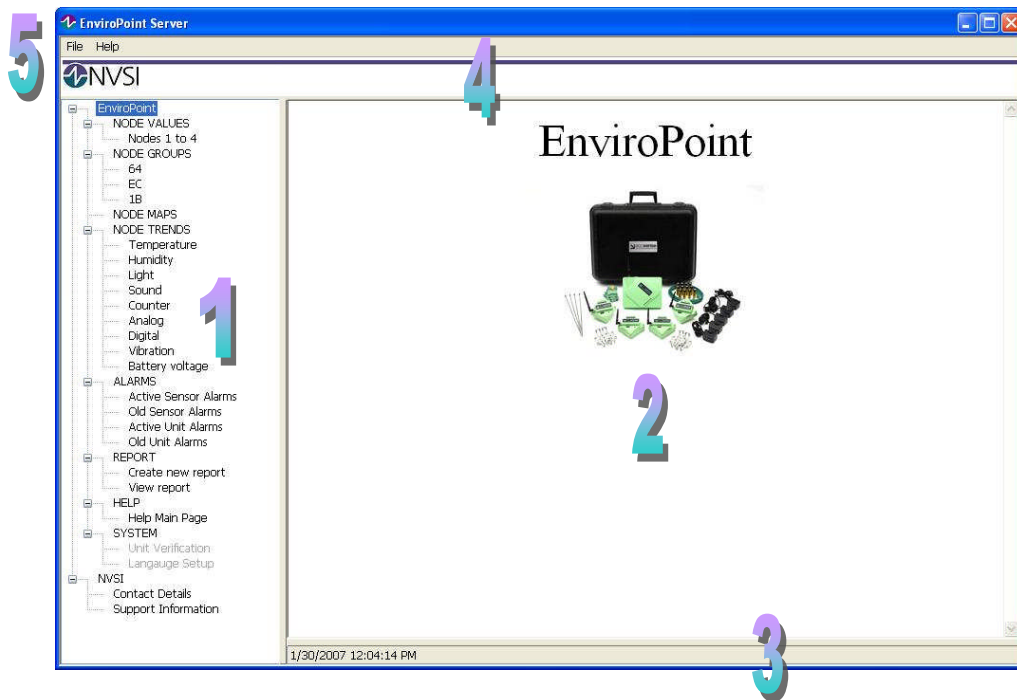 5
EnviroPoint Server
File Help
4
NVSI
EnviroPoint
NODE VALUES
Nodes 1 to 4
NODE GROUPS
64
EC
1B
NODE MAPS
NODE TRENDS
Temperature
Humidity
Light
Sound
Counter
Analog
Digital
Vibration
Battery voltage
ALARMS
Active Sensor Alarms
Old Sensor Alarms
Active Unit Alarms
Old Unit Alarms
REPORT
Create new report
View report
HELP
Help Main Page
SYSTEM
Unit Verification
Langauge Setup
NVSI
Contact Details
Support Information
1
EnviroPoint
2
1/30/2007 12:04:14 PM
3